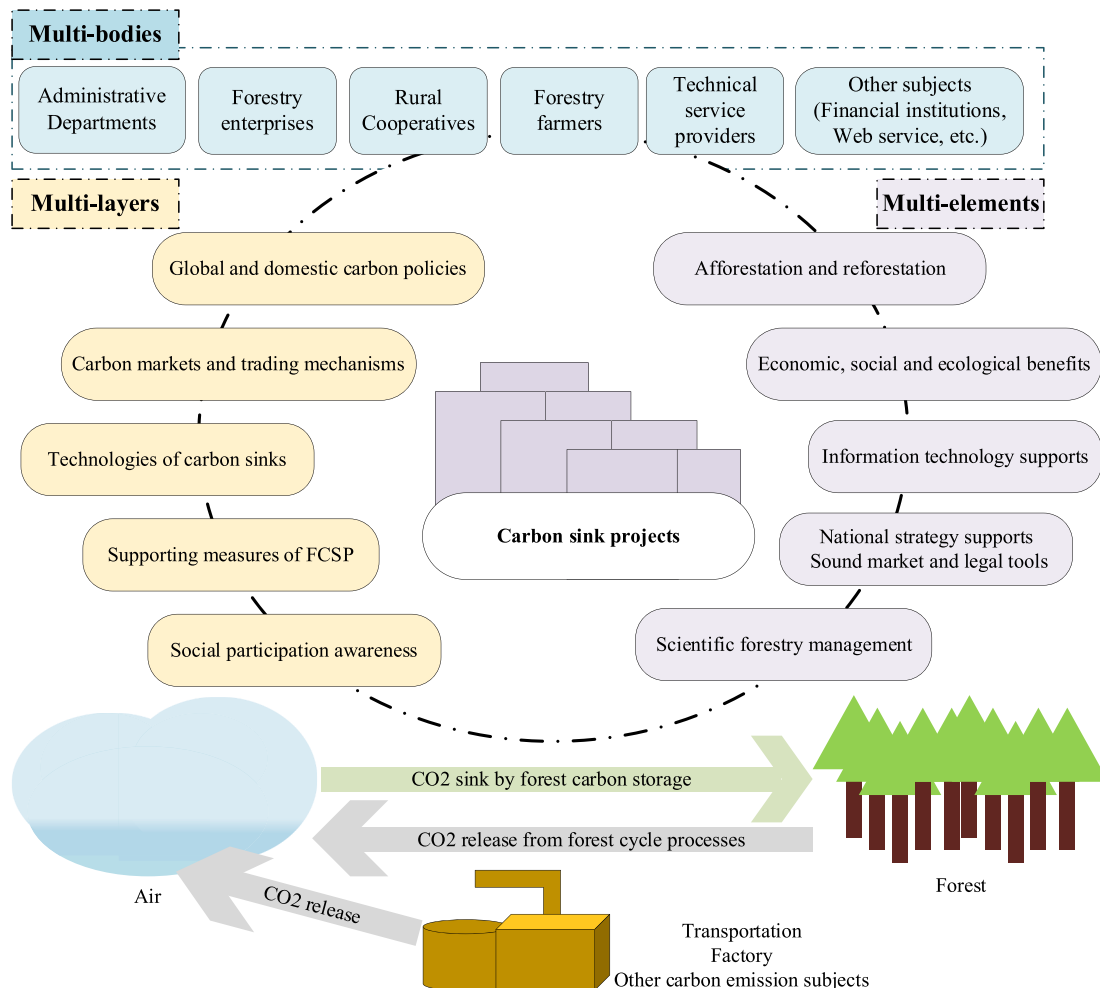 Multi-bodies
Administrative
Departments
Forestry
enterprises
Rural
Cooperatives
Forestry
farmers
Technical
service
providers
Other subjects
(Financial institutions,
Web service, etc.)
Multi-layers
Multi-elements
Global and domestic carbon policies
Afforestation and reforestation
Carbon markets and trading mechanisms
Economic, social and ecological benefits
Technologies of carbon sinks
Information technology supports
Carbon sink projects
Supporting measures of FCSP
National strategy supports
Sound market and legal tools
Social participation awareness
Scientific forestry management
CO2 sink by forest carbon storage
CO2 release from forest cycle processes
Air
Forest
CO2 release
Transportation
Factory
Other carbon emission subjects